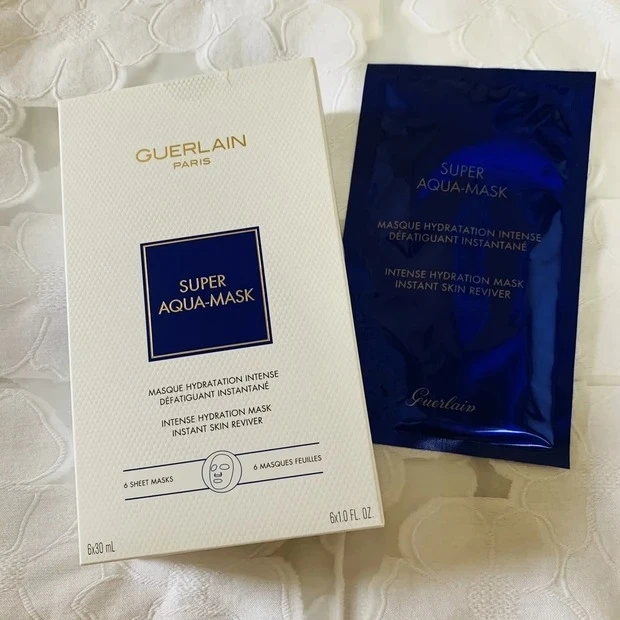 GUERLAIN
PARIS
SUPER
AQUA-MASK
MASQUE HYDRATATION INTENSE
DÉFATIGUANT INSTANTANÉ
INTENSE HYDRATION MASK
INSTANT SKIN REVIVER
6 SHEET MASKS
6 MASQUES FEUILLES
6x30 mL
6x1.0 FL. OZ.
SUPER
AQUA-MASK
MASQUE HYDRATATION INTENSE
DÉFATIGUANT INSTANTANÉ
INTENSE HYDRATION MASK
INSTANT SKIN REVIVER
Guerlain